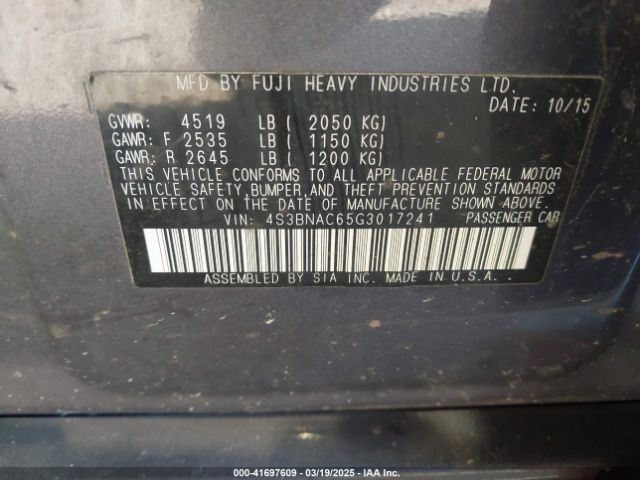 MFD BY FUJI HEAVY INDUSTRIES LTD.
DATE: 10/15
GVWR: 4519 LB ( 2050 KG)
GAWR: F 2535 LB ( 1150 KG)
GAWR: R 2645 LB ( 1200 KG)
THIS VEHICLE CONFORMS TO ALL APPLICABLE FEDERAL MOTOR
VEHICLE SAFETY,BUMPER,AND THEFT PREVENTION STANDARDS
IN EFFECT ON THE DATE OF MANUFACTURE SHOWN ABOVE.
VIN: 4S3BNAC65G3017241 PASSENGER CAR
ASSEMBLED BY SIA INC. MADE IN U.S.A.
000-41697609 - 03/19/2025 - IAA Inc.